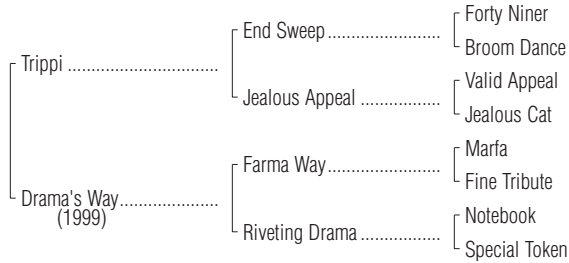 Forty Niner
End Sweep
Broom Dance
Trippi
Valid Appeal
Jealous Appeal
Jealous Cat
Marfa
Farma Way
Fine Tribute
Drama's Way
(1999)
Notebook
Riveting Drama
Special Token